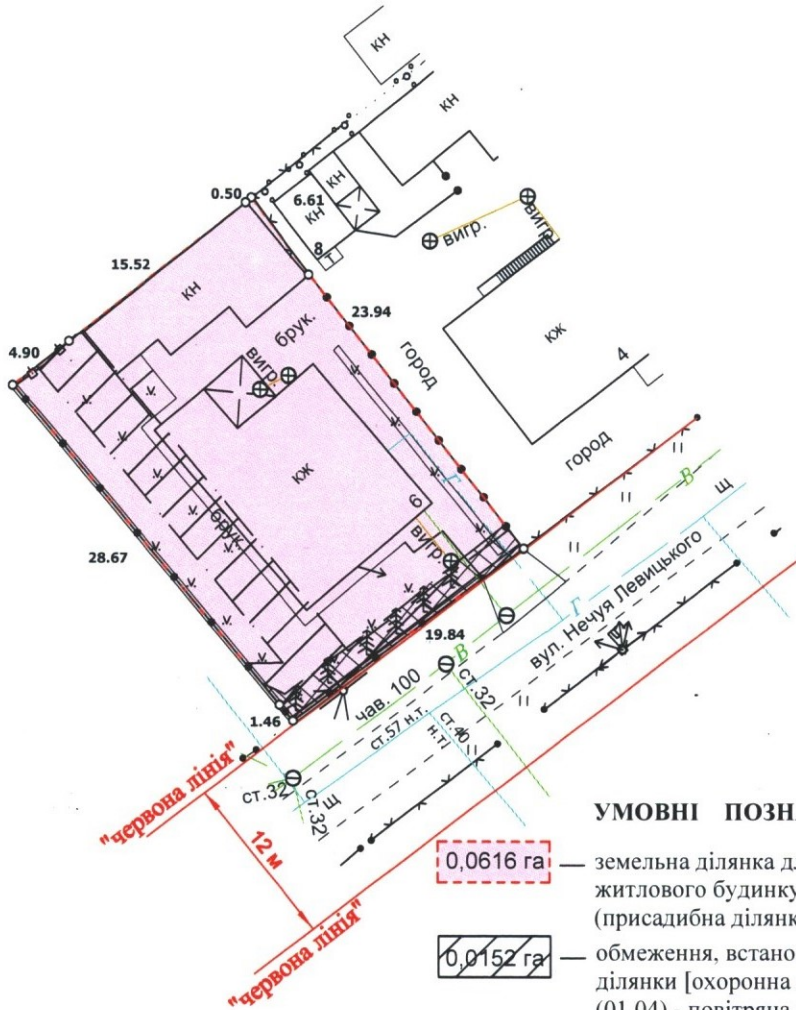 кн
кн
0.50
6.61
кн
кн
15.52
8
Т
вигр.
вигр.
кн
4.90
брук.
23.94
город
кж
4
вигр.
кж
город
6
В
Щ
брук.
вигр.
28.67
Г
Г
вул. Нечуя Левицького
19.84
В
чав. 100
ст.32
ст.57 н.т.
ст.40
н.т
1.46
"червона лінія"
ст.32
ст.32
Щ
12 м
"червона лінія"
УМОВНІ ПОЗН
0,0616 га — земельна ділянка д
житлового будинку
(присадибна ділянк
0,0152 га — обмеження, встано
ділянки [охоронна
(01.04) - повітряна